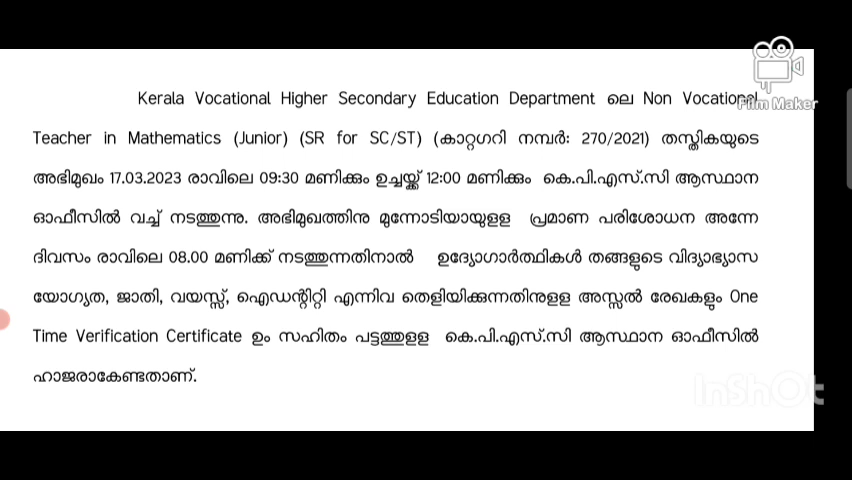 Kerala Vocational Higher Secondary Education Department ലെ Non Vocational
Teacher in Mathematics (Junior) (SR for SC/ST) (കാറ്റഗറി നമ്പർ: 270/2021) തസ്തികയുടെ
അഭിമുഖം 17.03.2023 രാവിലെ 09:30 മണിക്കും ഉച്ചയ്ക്ക് 12:00 മണിക്കും കെ.പി.എസ്.സി ആസ്ഥാന
ഓഫീസിൽ വച്ച് നടത്തുന്നു. അഭിമുഖത്തിനു മുന്നോടിയായുളള പ്രമാണ പരിശോധന അന്നേ
ദിവസം രാവിലെ 08.00 മണിക്ക് നടത്തുന്നതിനാൽ ഉദ്യോഗാർത്ഥികൾ തങ്ങളുടെ വിദ്യാഭ്യാസ
യോഗ്യത, ജാതി, വയസ്സ്, ഐഡന്റിറ്റി എന്നിവ തെളിയിക്കുന്നതിനുളള അസ്സൽ രേഖകളും One
Time Verification Certificate ഉം സഹിതം പട്ടത്തുളള കെ.പി.എസ്.സി ആസ്ഥാന ഓഫീസിൽ
ഹാജരാകേണ്ടതാണ്.
Film Maker
InShOt